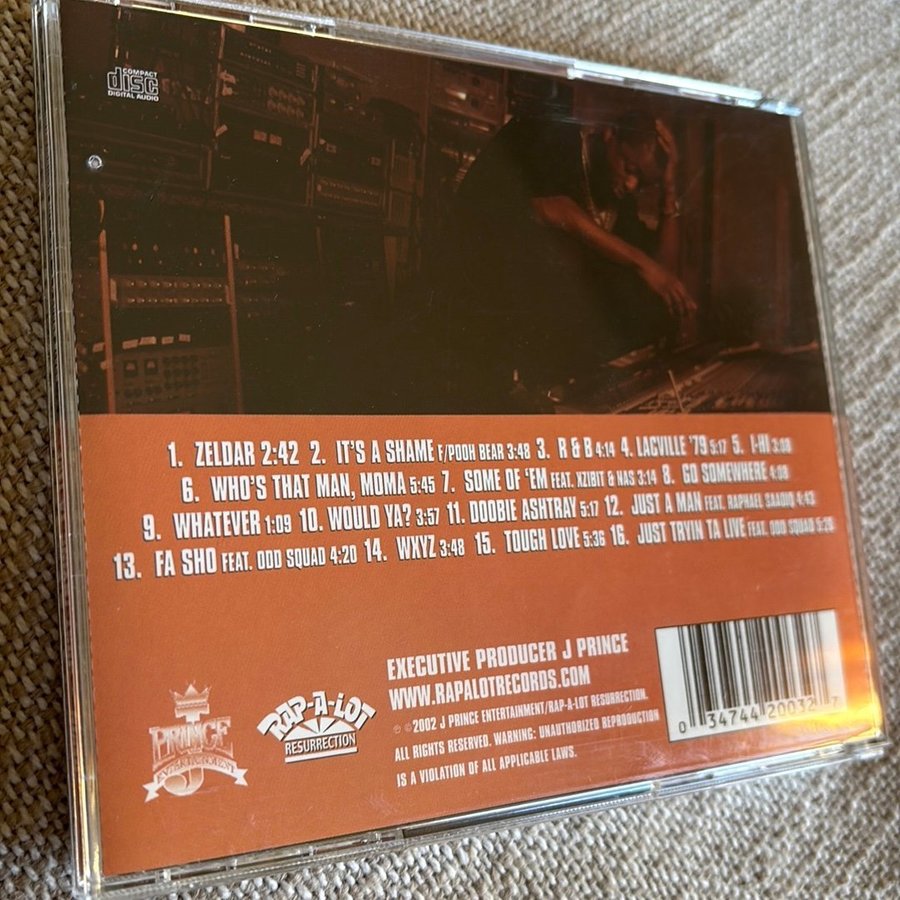 COMPACT
disc
DIGITAL AUDIO
1. ZELDAR 2:42 2. IT'S A SHAME F/POOH BEAR 3:48 3. R & B 4:14 4. LACVILLE '79 5:17 5. I-HI 3:08
6. WHO'S THAT MAN, MOMA 5:45 7. SOME OF 'EM FEAT. XZIBIT & NAS 3:14 8. GO SOMEWHERE 4:08
9. WHATEVER 1:09 10. WOULD YA? 3:57 11. DOOBIE ASHTRAY 5:17 12. JUST A MAN FEAT. RAPHAEL SAADIQ 4:43
13. FA SHO FEAT. ODD SQUAD 4:20 14. WXYZ 3:48 15. TOUGH LOVE 5:36 16. JUST TRYIN TA LIVE FEAT. ODD SQUAD 5:26
EXECUTIVE PRODUCER J PRINCE
WWW.RAPALOTRECORDS.COM
℗ ©2002 J PRINCE ENTERTAINMENT/RAP-A-LOT RESURRECTION.
ALL RIGHTS RESERVED. WARNING: UNAUTHORIZED REPRODUCTION
IS A VIOLATION OF ALL APPLICABLE LAWS.
J
PRINCE
ENTERTAINMENT
RAP-A-LOT
RESURRECTION
0 34744 20032 7